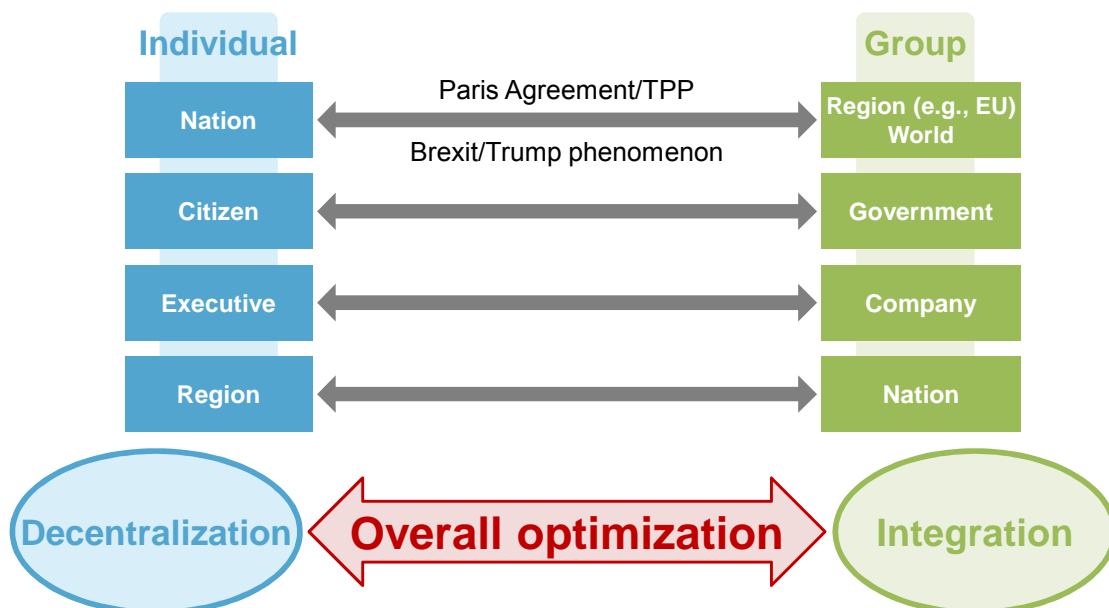 Individual
Group
Nation
Paris Agreement/TPP
Brexit/Trump phenomenon
Region (e.g., EU)
World
Citizen
Government
Executive
Company
Region
Nation
Decentralization
Overall optimization
Integration